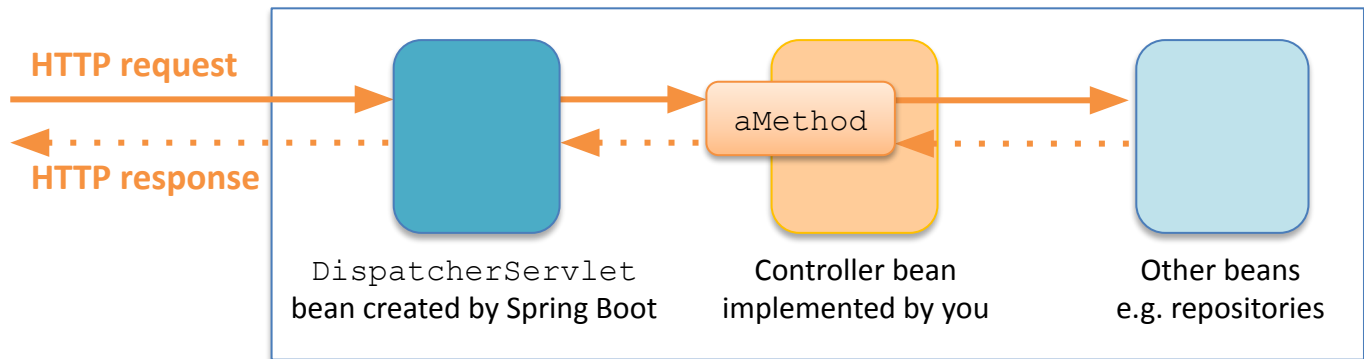 HTTP request
HTTP response
aMethod
DispatcherServlet
bean created by Spring Boot
Controller bean
implemented by you
Other beans
e.g. repositories